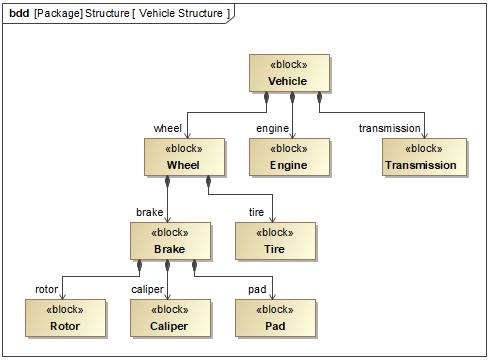 bdd [Package] Structure [ Vehicle Structure ]
«block»
Vehicle
wheel
engine
transmission
«block»
Wheel
«block»
Engine
«block»
Transmission
brake
tire
«block»
Brake
«block»
Tire
rotor
caliper
pad
«block»
Rotor
«block»
Caliper
«block»
Pad